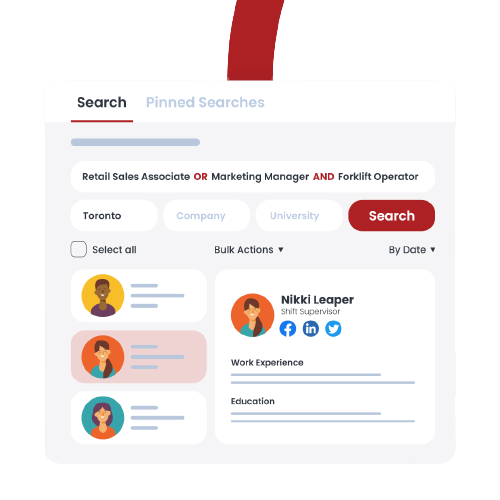 Search Pinned Searches
Retail Sales Associate OR Marketing Manager AND Forklift Operator
Toronto Company University Search
Select all Bulk Actions ▼ By Date ▼
Nikki Leaper
Shift Supervisor
Work Experience
Education